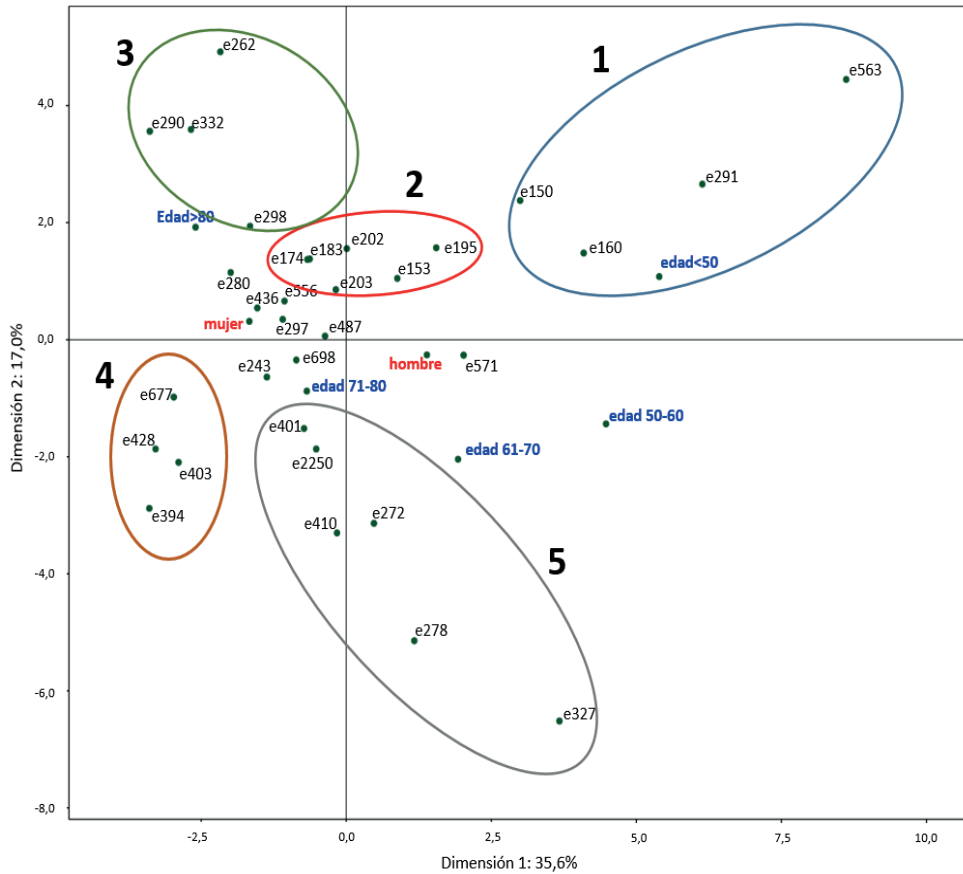 3
1
e262
e563
4,0
e290
e332
e291
2
e150
2,0
Edad>80
e298
e202
e195
e174
e183
e160
edad<50
e280
e153
e203
e436
e556
mujer
e297
e487
0,0
hombre
e571
4
e243
e698
e677
edad 71-80
edad 50-60
e401
edad 61-70
e428
e2250
-2,0
e403
e394
e410
e272
5
-4,0
e278
-6,0
e327
-8,0
-2,5
0,0
2,5
5,0
7,5
10,0
Dimensión 2: 17,0%
Dimensión 1: 35,6%